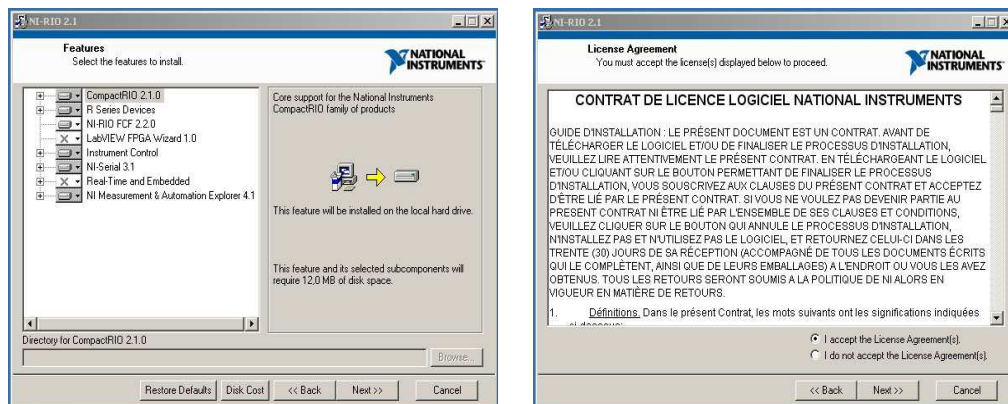 NI-RIO 2.1
Features
Select the features to install.
NATIONAL
INSTRUMENTS
CompactRIO 2.1.0
R Series Devices
NI-RIO FCF 2.2.0
LabVIEW FPGA Wizard 1.0
Instrument Control
NI-Serial 3.1
Real-Time and Embedded
NI Measurement & Automation Explorer 4.1
Core support for the National Instruments
CompactRIO family of products
This feature will be installed on the local hard drive.
This feature and its selected subcomponents will
require 12,0 MB of disk space.
Directory for CompactRIO 2.1.0
Browse...
Restore Defaults Disk Cost << Back Next >> Cancel
NI-RIO 2.1
License Agreement
You must accept the license(s) displayed below to proceed.
NATIONAL
INSTRUMENTS
CONTRAT DE LICENCE LOGICIEL NATIONAL INSTRUMENTS
GUIDE D'INSTALLATION : LE PRÉSENT DOCUMENT EST UN CONTRAT. AVANT DE
TÉLÉCHARGER LE LOGICIEL ET/OU DE FINALISER LE PROCESSUS D'INSTALLATION,
VEUILLEZ LIRE ATTENTIVEMENT LE PRÉSENT CONTRAT. EN TÉLÉCHARGEANT LE LOGICIEL
ET/OU CLIQUANT SUR LE BOUTON PERMETTANT DE FINALISER LE PROCESSUS
D'INSTALLATION, VOUS SOUSCRIVEZ AUX CLAUSES DU PRÉSENT CONTRAT ET ACCEPTEZ
D'ÊTRE LIÉ PAR LE PRÉSENT CONTRAT. SI VOUS NE VOULEZ PAS DEVENIR PARTIE AU
PRESENT CONTRAT NI ÊTRE LIÉ PAR L'ENSEMBLE DE SES CLAUSES ET CONDITIONS,
VEUILLEZ CLIQUER SUR LE BOUTON QUI ANNULE LE PROCESSUS D'INSTALLATION,
N'INSTALLEZ PAS ET N'UTILISEZ PAS LE LOGICIEL, ET RETOURNEZ CELUI-CI DANS LES
TRENTE (30) JOURS DE SA RÉCEPTION (ACCOMPAGNÉ DE TOUS LES DOCUMENTS ÉCRITS
QUI LE COMPLÈTENT, AINSI QUE DE LEURS EMBALLAGES) A L'ENDROIT OU VOUS LES AVEZ
OBTENUS. TOUS LES RETOURS SERONT SOUMIS A LA POLITIQUE DE NI ALORS EN
VIGUEUR EN MATIÈRE DE RETOURS.
1. Définitions. Dans le présent Contrat, les mots suivants ont les significations indiquées
ci-dessous:
I accept the License Agreement(s).
I do not accept the License Agreement(s).
<< Back Next >> Cancel